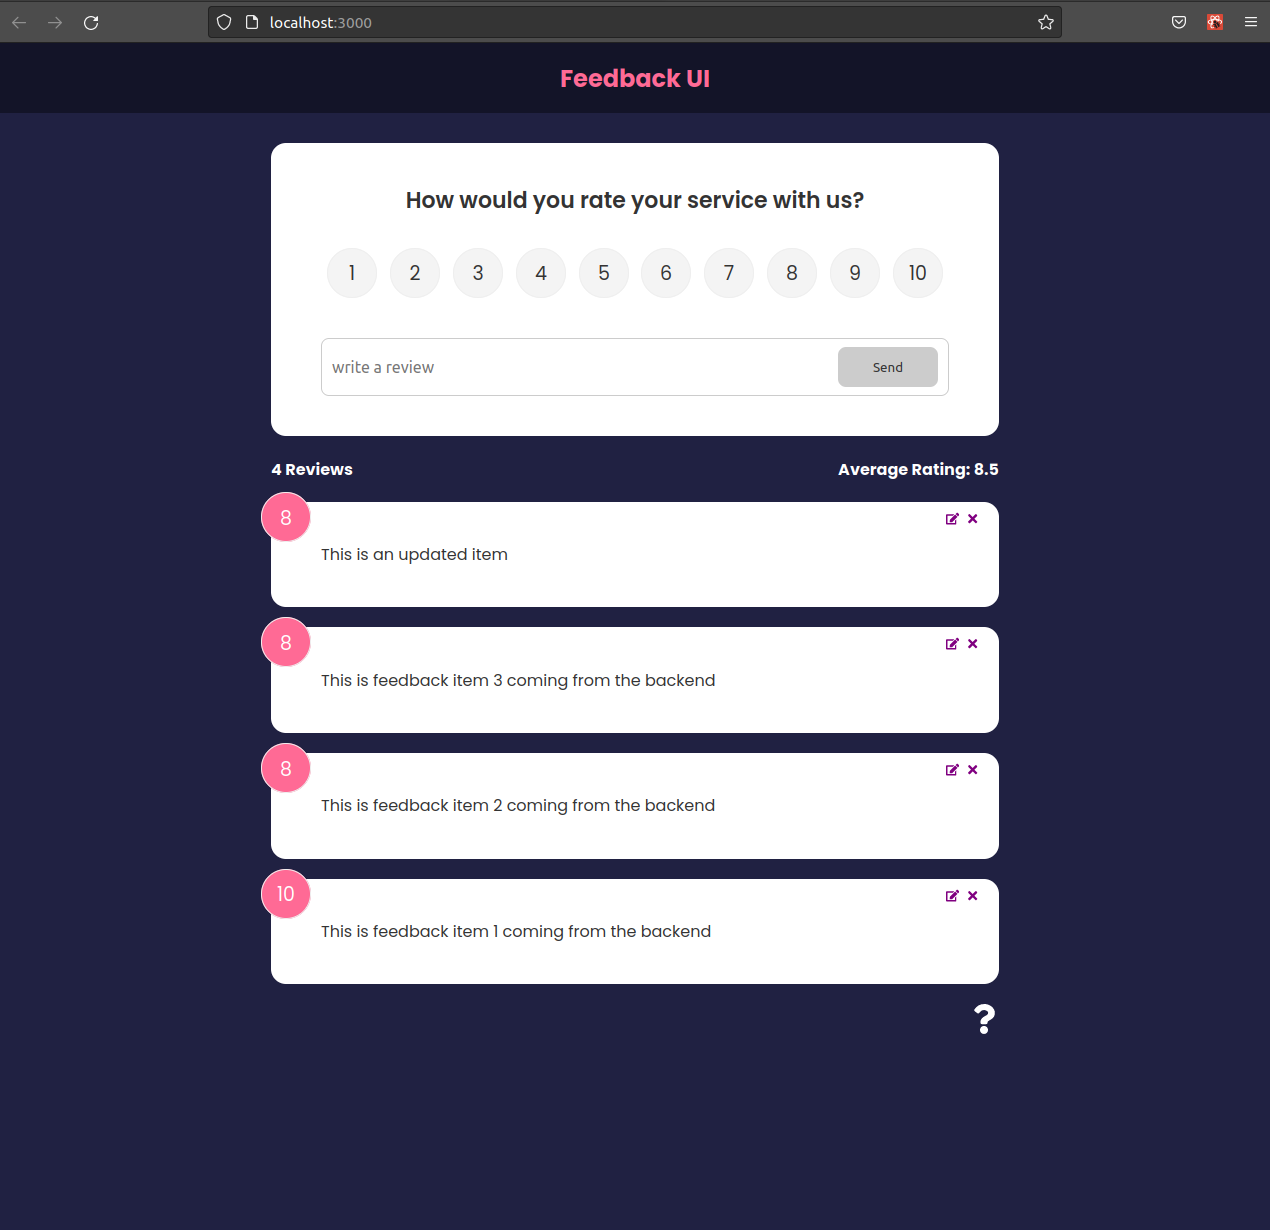 localhost:3000
Feedback UI
How would you rate your service with us?
1 2 3 4 5 6 7 8 9 10
write a review Send
4 Reviews Average Rating: 8.5
8
This is an updated item
8
This is feedback item 3 coming from the backend
8
This is feedback item 2 coming from the backend
10
This is feedback item 1 coming from the backend
?